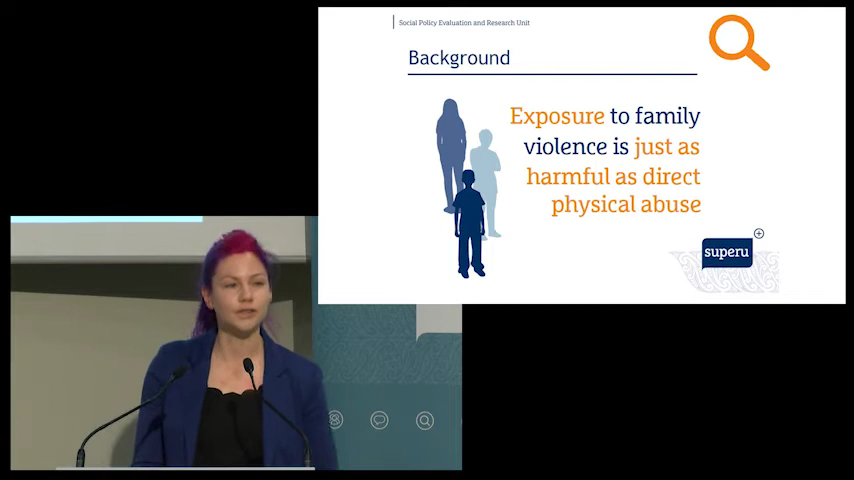 Social Policy Evaluation and Research Unit
Background
Exposure to family
violence is just as
harmful as direct
physical abuse
superu